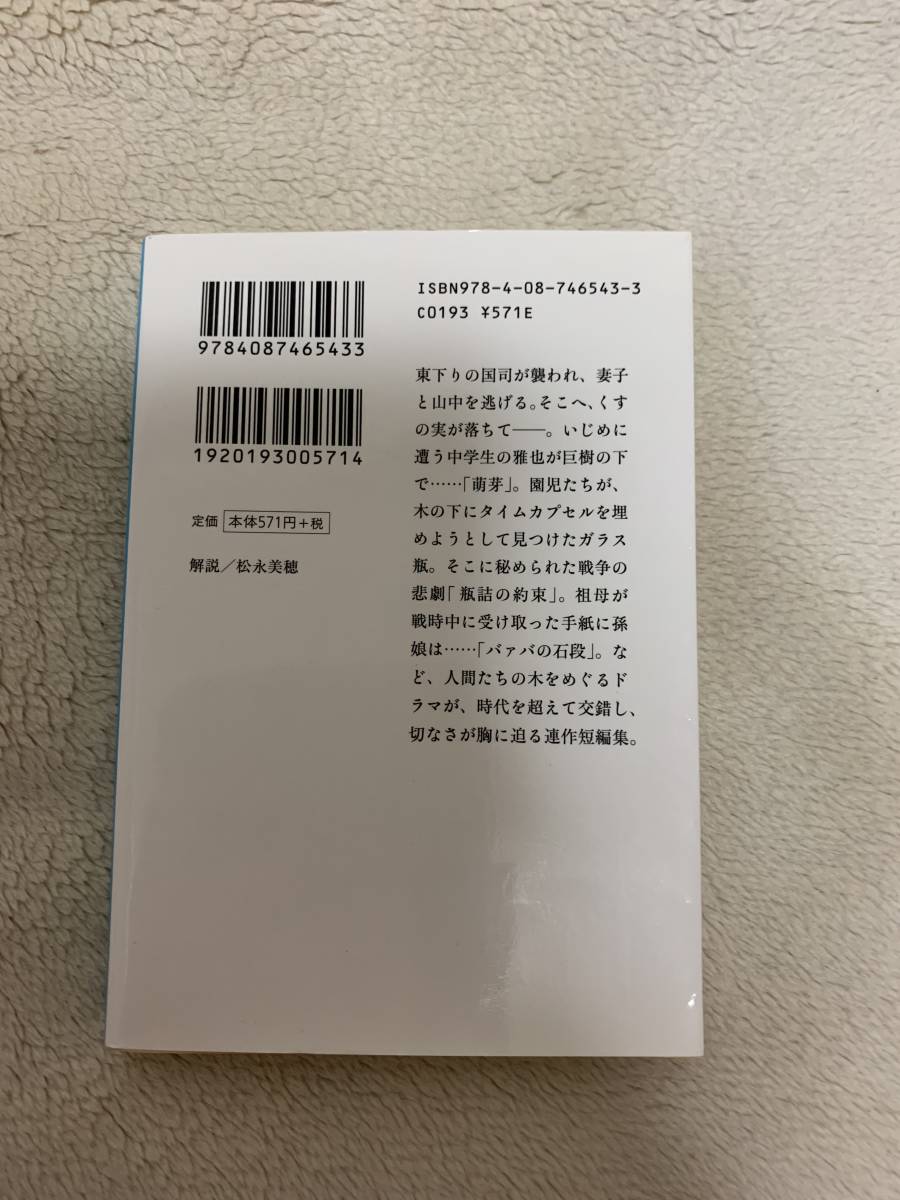 9784087465433
1920193005714
定価 本体571円+税
解説／松永美穂
ISBN978-4-08-746543-3
C0193 ¥571E
東下りの国司が襲われ、妻子
と山中を逃げる。そこへ、くす
の実が落ちて――。いじめに
遭う中学生の雅也が巨樹の下
で……「萌芽」。園児たちが、
木の下にタイムカプセルを埋
めようとして見つけたガラス
瓶。そこに秘められた戦争の
悲劇「瓶詰の約束」。祖母が
戦時中に受け取った手紙に孫
娘は……「バァバの石段」。な
ど、人間たちの木をめぐるド
ラマが、時代を超えて交錯し、
切なさが胸に迫る連作短編集。